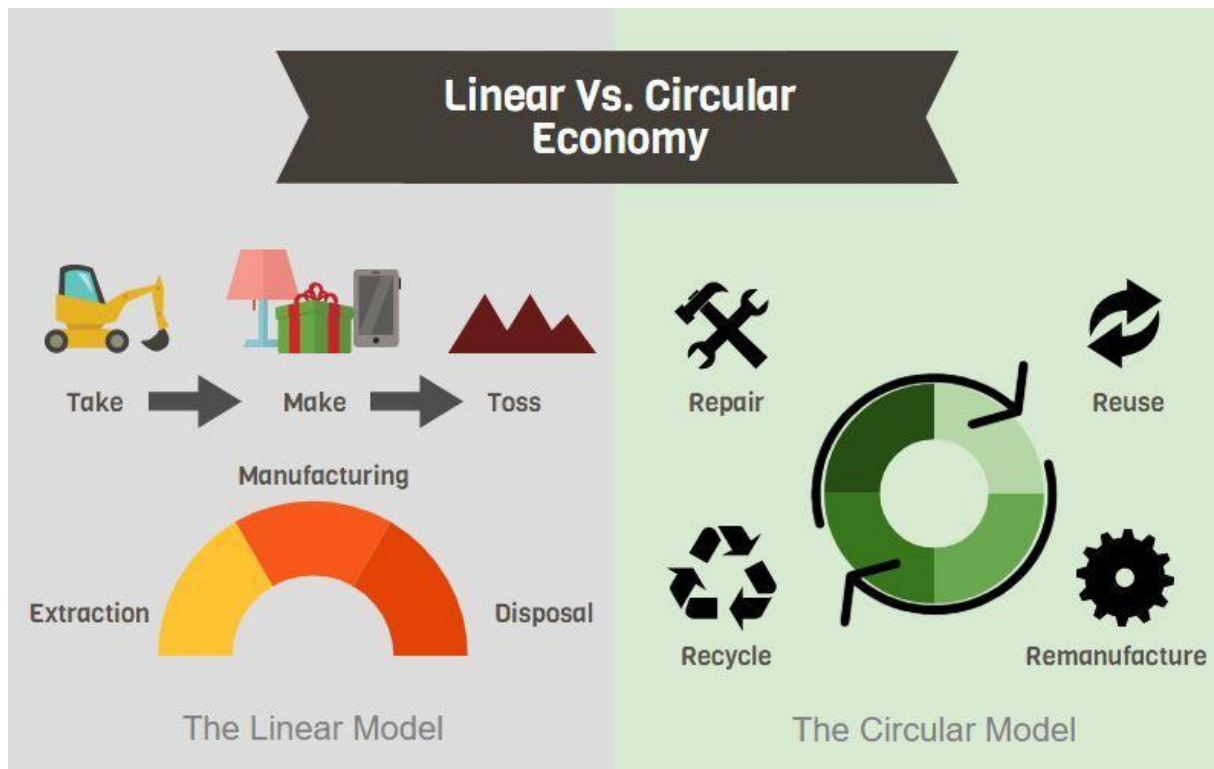 Linear Vs. Circular
Economy
Take
Make
Toss
Manufacturing
Extraction
Disposal
The Linear Model
Repair
Reuse
Recycle
Remanufacture
The Circular Model